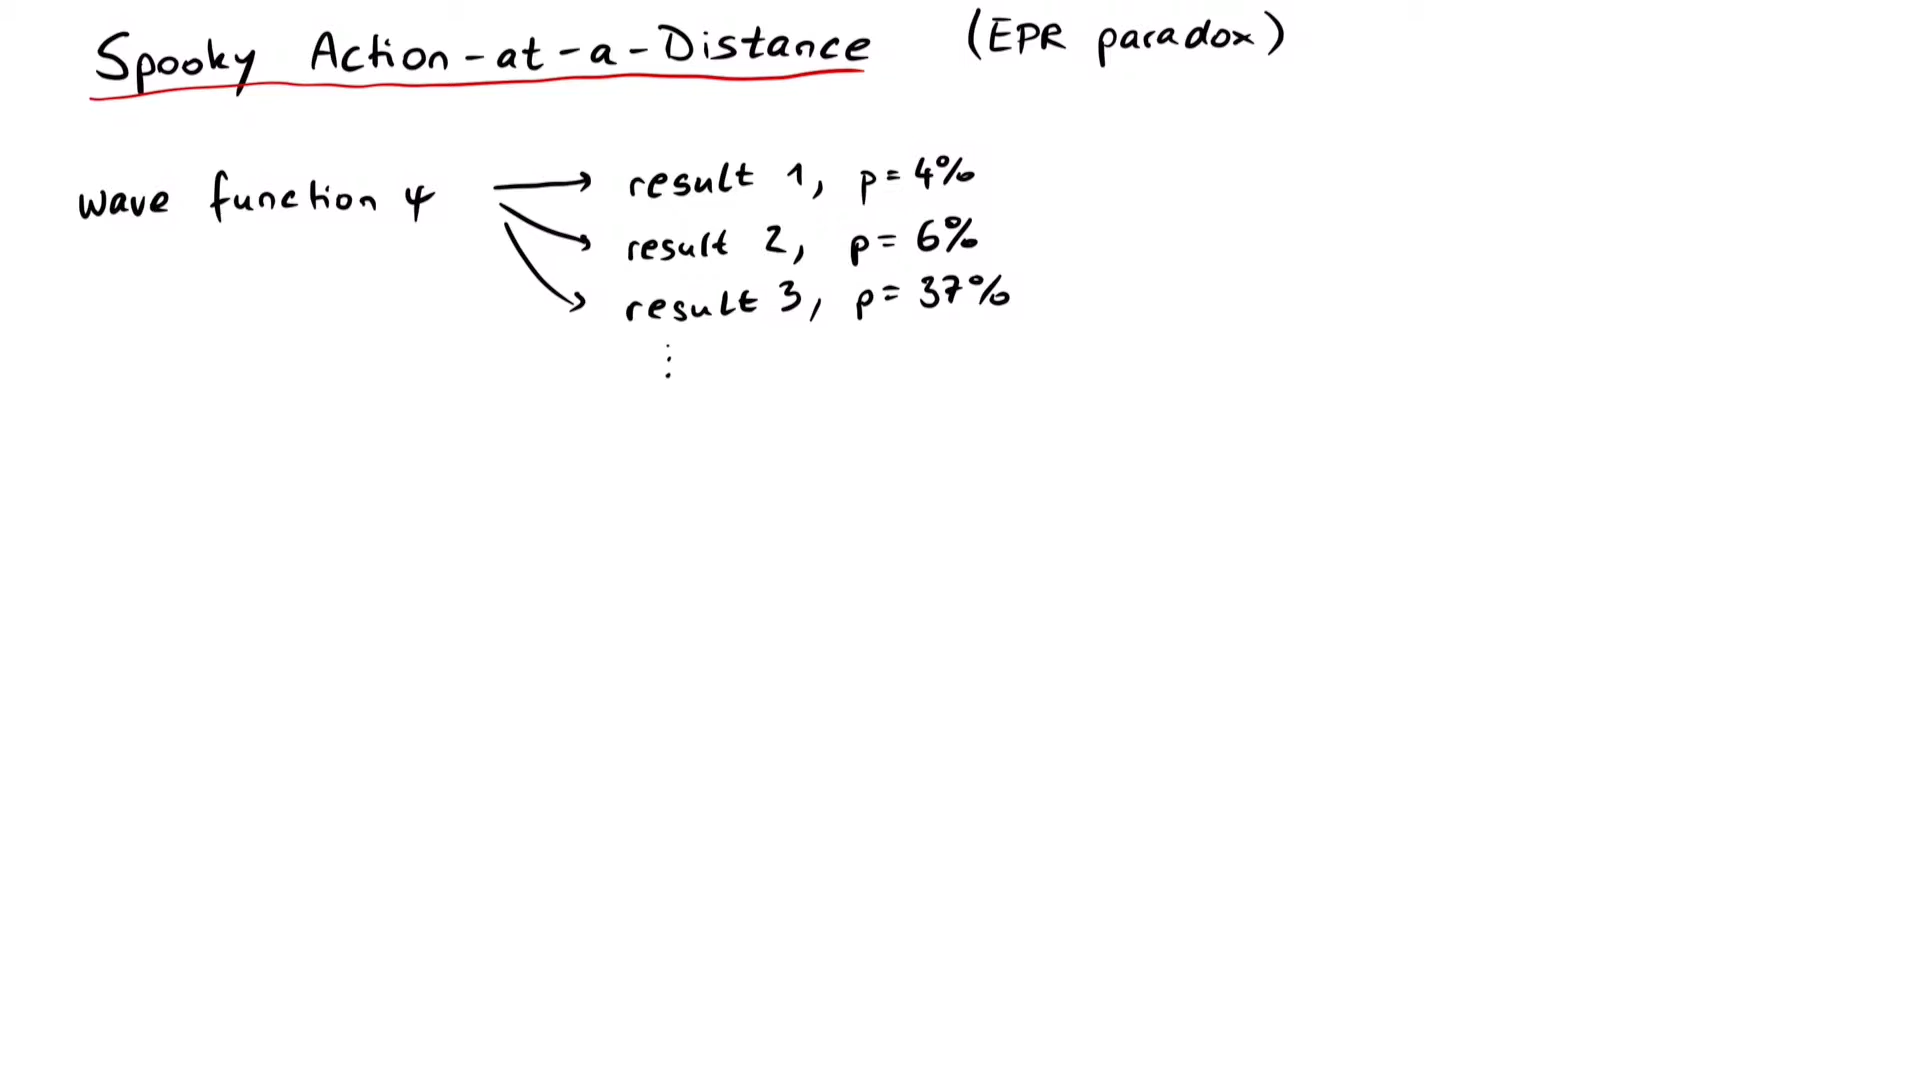 Spooky Action-at-a-Distance (EPR paradox)
wave function ψ → result 1, p=4%
→ result 2, p=6%
→ result 3, p=37%
⋮